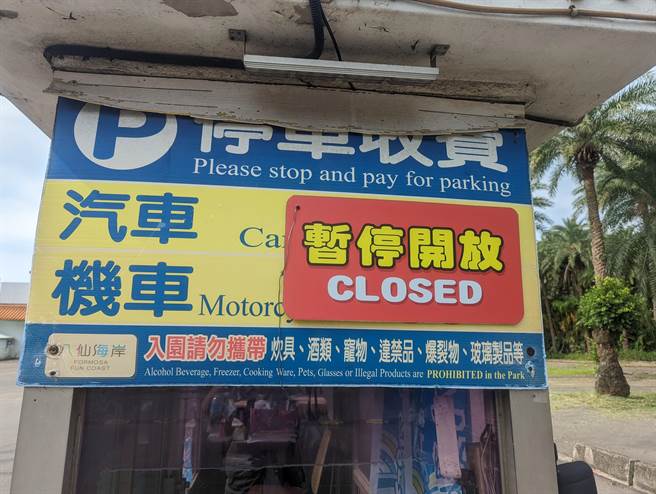 P 停車收費
Please stop and pay for parking
汽車 Car
機車 Motorcy
暫停開放
CLOSED
八仙海岸
FORMOSA
FUN COAST
入園請勿攜帶 炊具、酒類、寵物、違禁品、爆裂物、玻璃製品等
Alcohol Beverage, Freezer, Cooking Ware, Pets, Glasses or Illegal Products are PROHIBITED in the Park